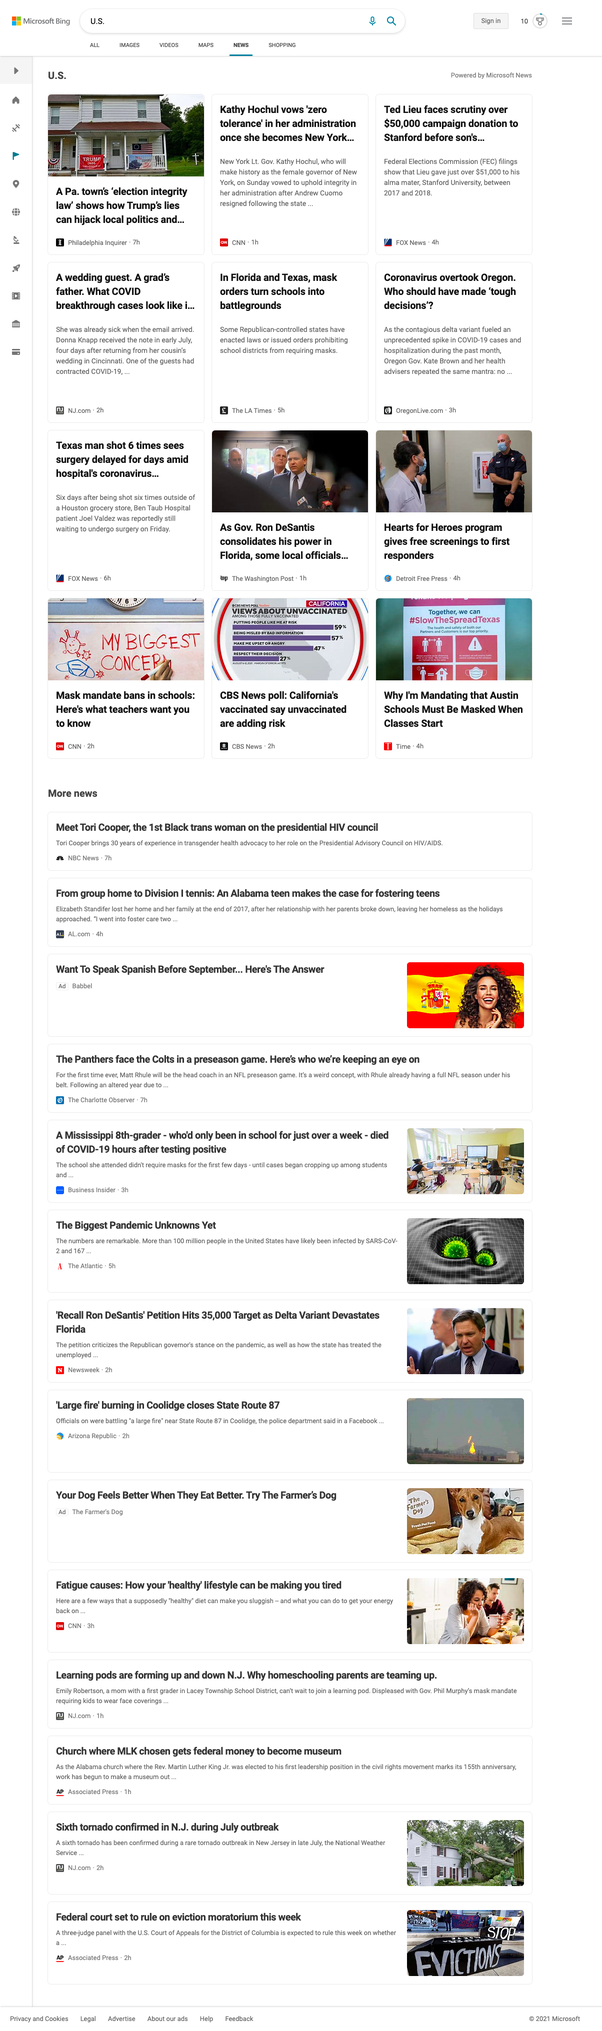 Microsoft Bing
U.S.
Sign in
10
ALL
IMAGES
VIDEOS
MAPS
NEWS
SHOPPING
U.S.
Powered by Microsoft News
A Pa. town's 'election integrity
law' shows how Trump's lies
can hijack local politics and...
Philadelphia Inquirer · 7h
Kathy Hochul vows 'zero
tolerance' in her administration
once she becomes New York...
New York Lt. Gov. Kathy Hochul, who will
make history as the female governor of New
York, on Sunday vowed to uphold integrity in
her administration after Andrew Cuomo
resigned following the state ...
CNN · 1h
Ted Lieu faces scrutiny over
$50,000 campaign donation to
Stanford before son's...
Federal Elections Commission (FEC) filings
show that Lieu gave just over $51,000 to his
alma mater, Stanford University, between
2017 and 2018.
FOX News · 4h
A wedding guest. A grad's
father. What COVID
breakthrough cases look like i...
She was already sick when the email arrived.
Donna Knapp received the note in early July,
four days after returning from her cousin's
wedding in Cincinnati. One of the guests had
contracted COVID-19, ...
NJ.com · 2h
In Florida and Texas, mask
orders turn schools into
battlegrounds
Some Republican-controlled states have
enacted laws or issued orders prohibiting
school districts from requiring masks.
The LA Times · 5h
Coronavirus overtook Oregon.
Who should have made 'tough
decisions'?
As the contagious delta variant fueled an
unprecedented spike in COVID-19 cases and
hospitalization during the past month,
Oregon Gov. Kate Brown and her health
advisers repeated the same mantra: no ...
OregonLive.com · 3h
Texas man shot 6 times sees
surgery delayed for days amid
hospital's coronavirus...
Six days after being shot six times outside of
a Houston grocery store, Ben Taub Hospital
patient Joel Valdez was reportedly still
waiting to undergo surgery on Friday.
FOX News · 6h
As Gov. Ron DeSantis
consolidates his power in
Florida, some local officials...
The Washington Post · 1h
Hearts for Heroes program
gives free screenings to first
responders
Detroit Free Press · 4h
MY BIGGEST
CONCER
Mask mandate bans in schools:
Here's what teachers want you
to know
CNN · 2h
CALIFORNIA
VIEWS ABOUT UNVACCINATED
AMONG THOSE FULLY VACCINATED
PUTTING PEOPLE LIKE ME AT RISK
59%
BEING MISLED BY BAD INFORMATION
57%
MAKE ME UPSET OR ANGRY
47%
RESPECT THEIR DECISION
27%
CBS News poll: California's
vaccinated say unvaccinated
are adding risk
CBS News · 2h
Together, we can
#SlowTheSpreadTexas
Why I'm Mandating that Austin
Schools Must Be Masked When
Classes Start
Time · 4h
More news
Meet Tori Cooper, the 1st Black trans woman on the presidential HIV council
Tori Cooper brings 30 years of experience in transgender health advocacy to her role on the Presidential Advisory Council on HIV/AIDS.
NBC News · 7h
From group home to Division I tennis: An Alabama teen makes the case for fostering teens
Elizabeth Standifer lost her home and her family at the end of 2017, after her relationship with her parents broke down, leaving her homeless as the holidays
approached. "I went into foster care two ...
AL.com · 4h
Want To Speak Spanish Before September... Here's The Answer
Ad Babbel
The Panthers face the Colts in a preseason game. Here's who we're keeping an eye on
For the first time ever, Matt Rhule will be the head coach in an NFL preseason game. It's a weird concept, with Rhule already having a full NFL season under his
belt. Following an altered year due to ...
The Charlotte Observer · 7h
A Mississippi 8th-grader - who'd only been in school for just over a week - died
of COVID-19 hours after testing positive
The school she attended didn't require masks for the first few days - until cases began cropping up among students
and ...
Business Insider · 3h
The Biggest Pandemic Unknowns Yet
The numbers are remarkable. More than 100 million people in the United States have likely been infected by SARS-CoV-
2 and 167 ...
The Atlantic · 5h
'Recall Ron DeSantis' Petition Hits 35,000 Target as Delta Variant Devastates
Florida
The petition criticizes the Republican governor's stance on the pandemic, as well as how the state has treated the
unemployed ...
Newsweek · 2h
'Large fire' burning in Coolidge closes State Route 87
Officials on were battling "a large fire" near State Route 87 in Coolidge, the police department said in a Facebook ...
Arizona Republic · 2h
Your Dog Feels Better When They Eat Better. Try The Farmer's Dog
Ad The Farmer's Dog
The
Farmer's
Dog
Fatigue causes: How your 'healthy' lifestyle can be making you tired
Here are a few ways that a supposedly "healthy" diet can make you sluggish – and what you can do to get your energy
back on ...
CNN · 3h
Learning pods are forming up and down N.J. Why homeschooling parents are teaming up.
Emily Robertson, a mom with a first grader in Lacey Township School District, can't wait to join a learning pod. Displeased with Gov. Phil Murphy's mask mandate
requiring kids to wear face coverings ...
NJ.com · 1h
Church where MLK chosen gets federal money to become museum
As the Alabama church where the Rev. Martin Luther King Jr. was elected to his first leadership position in the civil rights movement marks its 155th anniversary,
work has begun to make a museum out ...
Associated Press · 1h
Sixth tornado confirmed in N.J. during July outbreak
A sixth tornado has been confirmed during a rare tornado outbreak in New Jersey in late July, the National Weather
Service ...
NJ.com · 2h
Federal court set to rule on eviction moratorium this week
A three-judge panel with the U.S. Court of Appeals for the District of Columbia is expected to rule this week on whether
a ...
Associated Press · 2h
STOP
EVICTIONS
Privacy and Cookies
Legal
Advertise
About our ads
Help
Feedback
© 2021 Microsoft